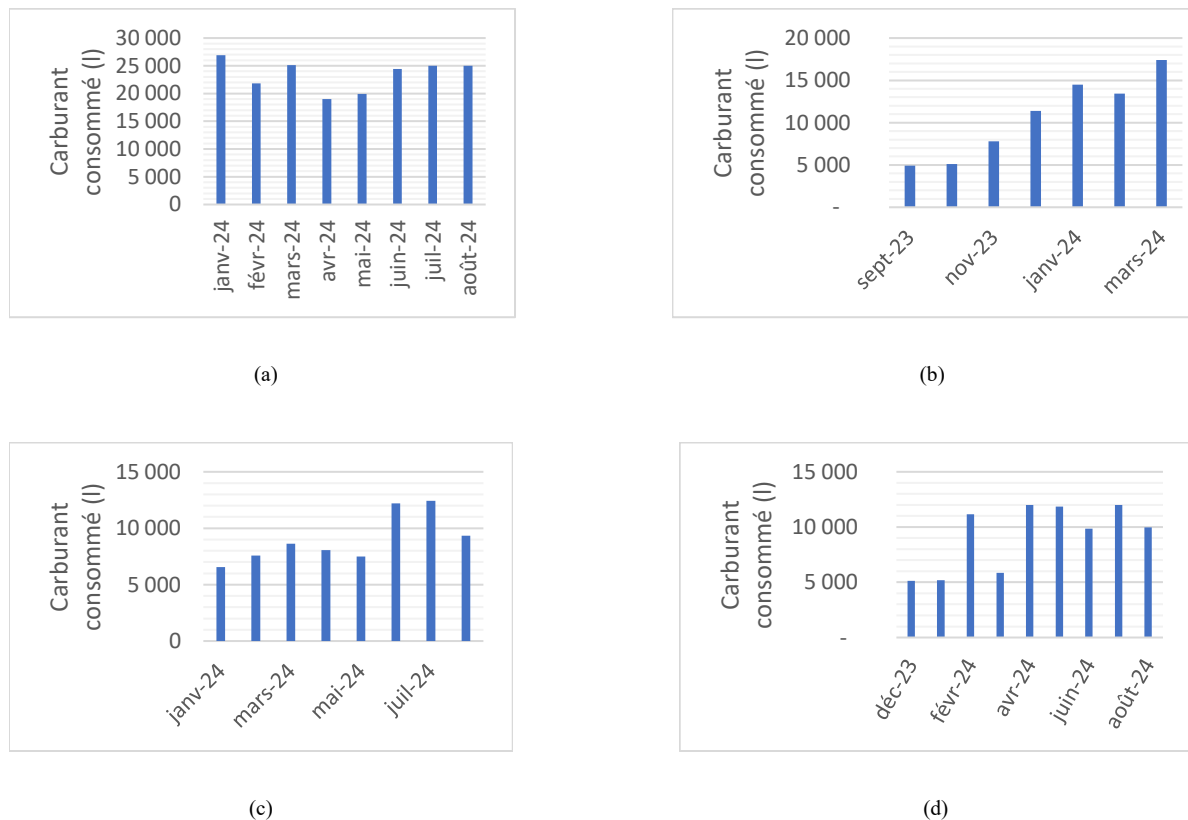 30 000
25 000
20 000
15 000
10 000
5 000
0
Carburant
consommé (l)
janv-24
févr-24
mars-24
avr-24
mai-24
juin-24
juil-24
août-24
(a)
20 000
15 000
10 000
5 000
-
Carburant
consommé (l)
sept-23
nov-23
janv-24
mars-24
(b)
15 000
10 000
5 000
0
Carburant
consommé (l)
janv-24
mars-24
mai-24
juil-24
(c)
15 000
10 000
5 000
-
Carburant
consommé (l)
déc-23
févr-24
avr-24
juin-24
août-24
(d)